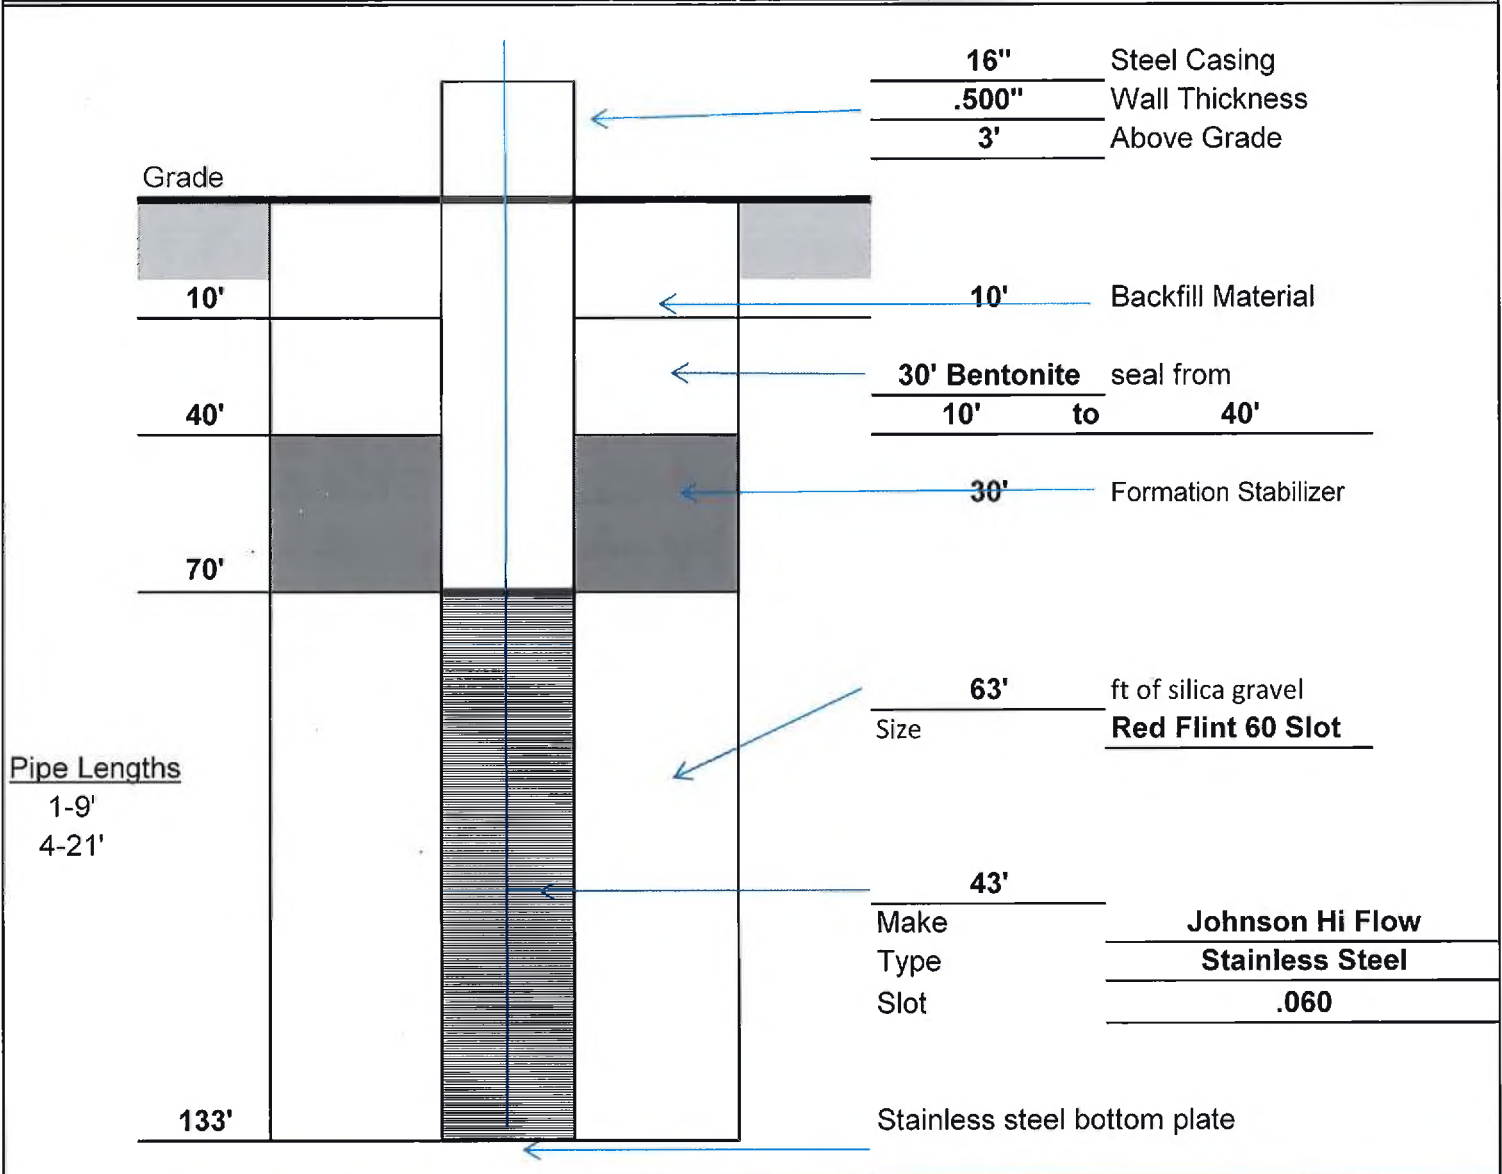 16" Steel Casing
.500" Wall Thickness
3' Above Grade
Grade
10' 10' Backfill Material
30' Bentonite seal from
40' 10' to 40'
30' Formation Stabilizer
70'
63' ft of silica gravel
Size Red Flint 60 Slot
Pipe Lengths
1-9'
4-21'
43'
Make Johnson Hi Flow
Type Stainless Steel
Slot .060
133' Stainless steel bottom plate